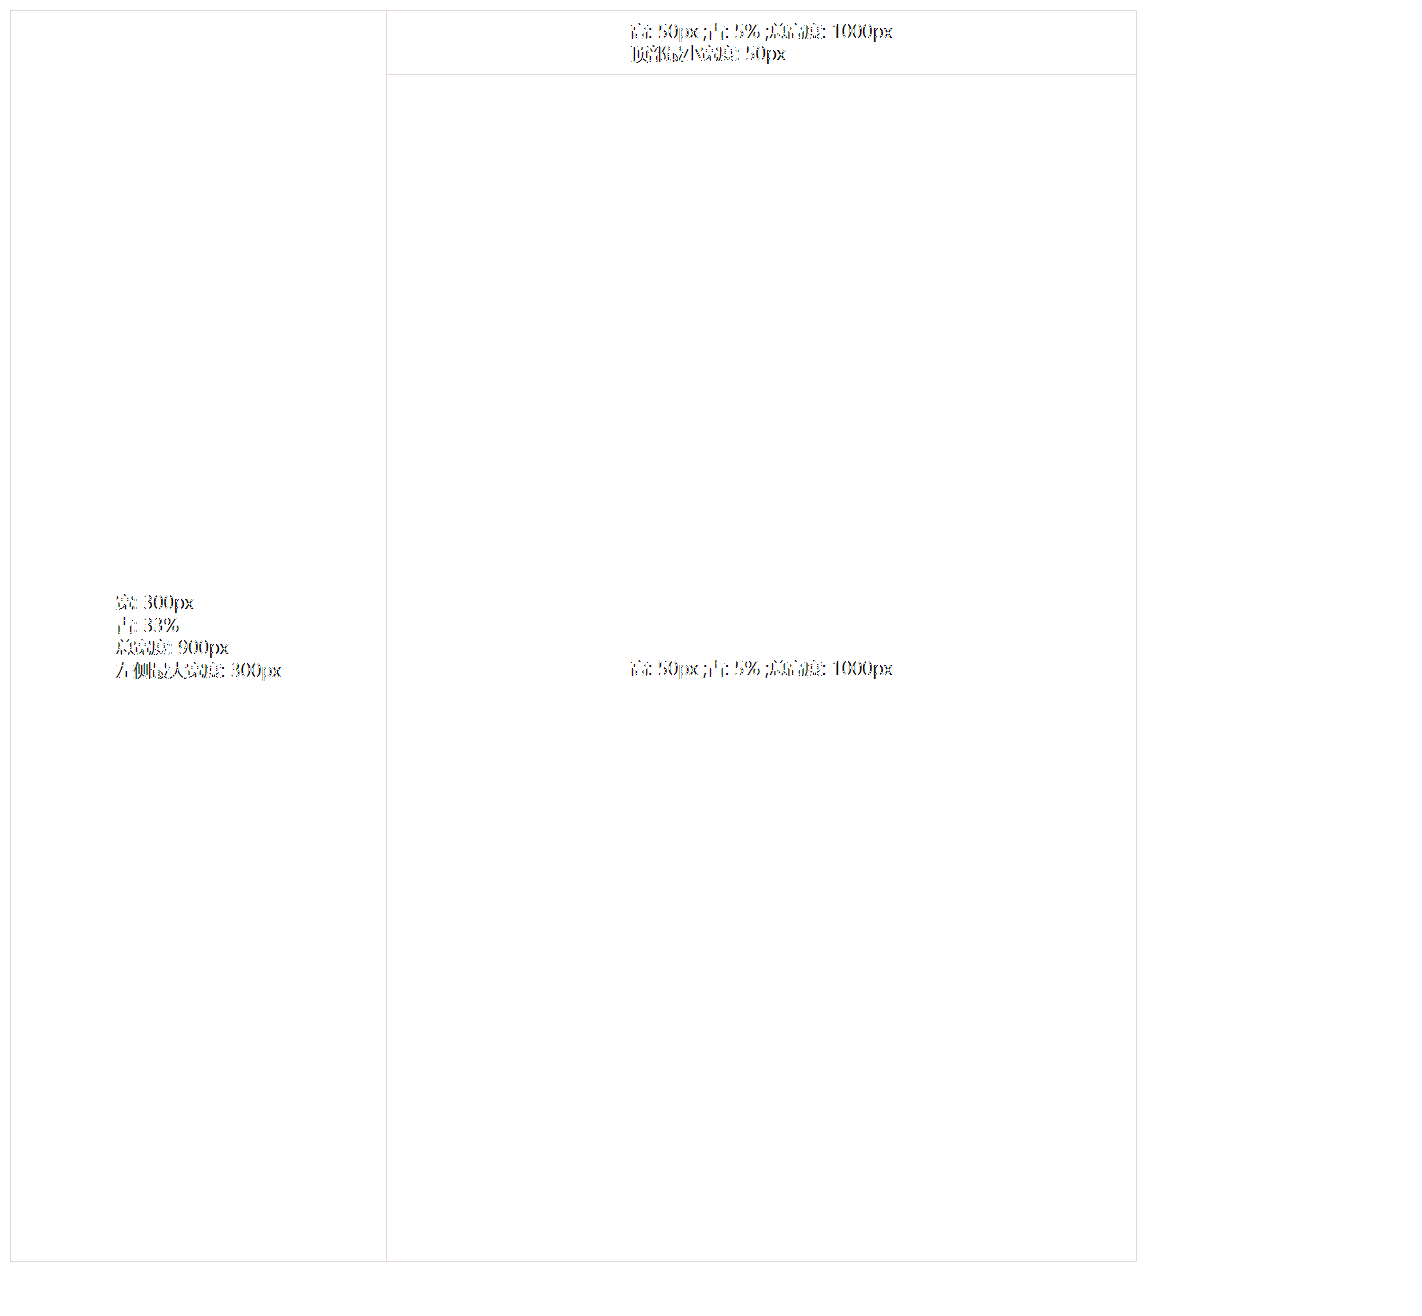 高: 50px ;占: 5% ;总高度: 1000px
顶部最小宽度: 50px
宽: 300px
占: 33%
总宽度: 900px
左侧最大宽度: 300px
高: 50px ;占: 5% ;总高度: 1000px